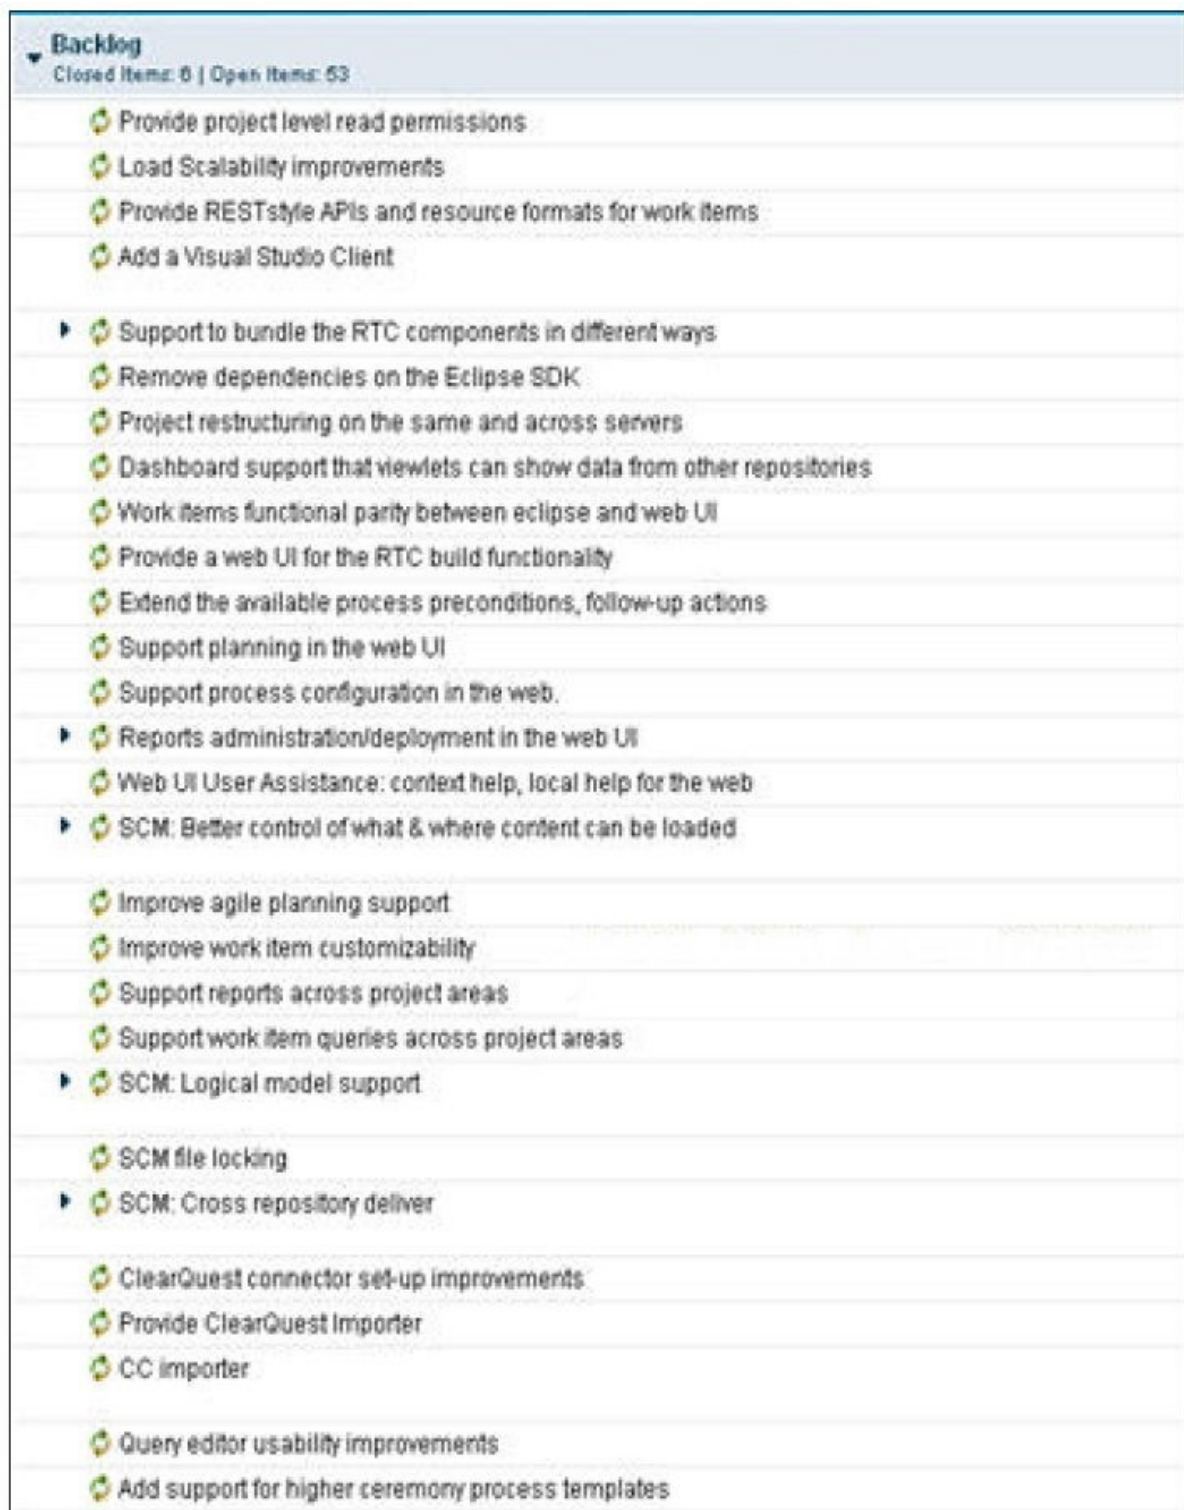 Backlog
Closed Items: 6 | Open Items: 53
Provide project level read permissions
Load Scalability improvements
Provide RESTstyle APIs and resource formats for work items
Add a Visual Studio Client
Support to bundle the RTC components in different ways
Remove dependencies on the Eclipse SDK
Project restructuring on the same and across servers
Dashboard support that viewlets can show data from other repositories
Work items functional parity between eclipse and web UI
Provide a web UI for the RTC build functionality
Extend the available process preconditions, follow-up actions
Support planning in the web UI
Support process configuration in the web.
Reports administration/deployment in the web UI
Web UI User Assistance: context help, local help for the web
SCM: Better control of what & where content can be loaded
Improve agile planning support
Improve work item customizability
Support reports across project areas
Support work item queries across project areas
SCM: Logical model support
SCM file locking
SCM: Cross repository deliver
ClearQuest connector set-up improvements
Provide ClearQuest Importer
CC importer
Query editor usability improvements
Add support for higher ceremony process templates